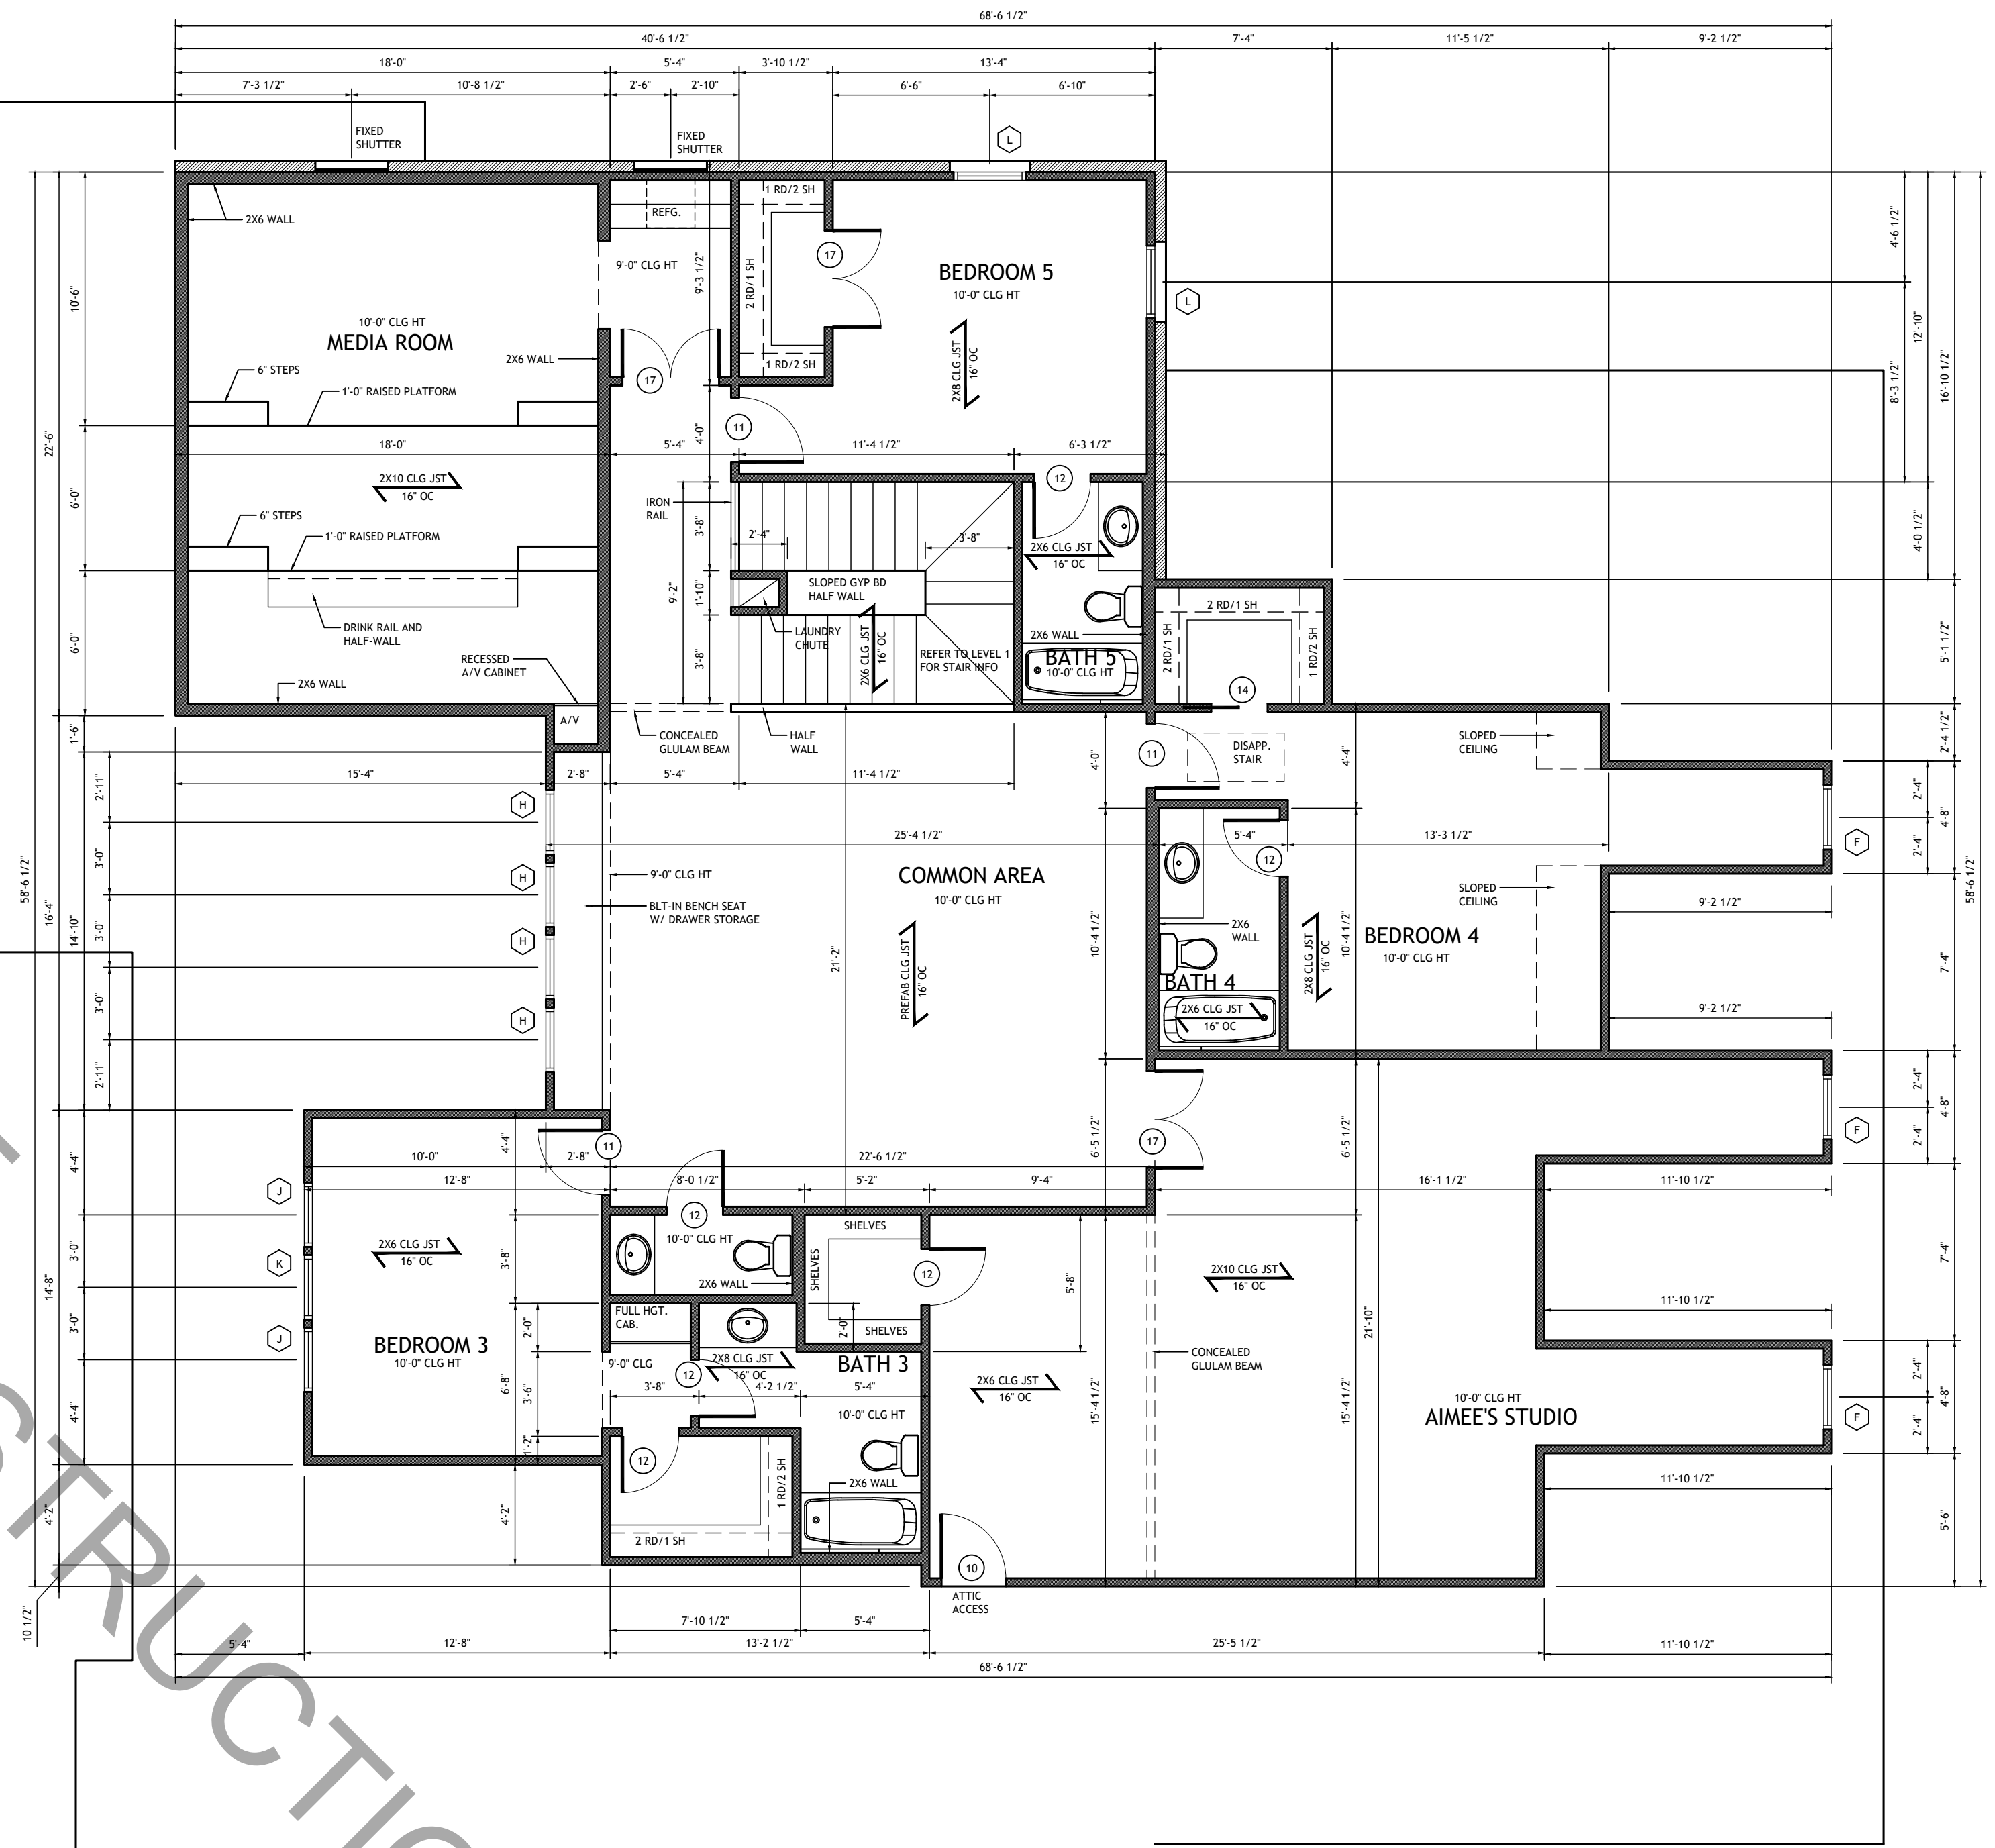 68'-6 1/2"
40'-6 1/2"
7'-4"
11'-5 1/2"
9'-2 1/2"
18'-0"
5'-4"
3'-10 1/2"
13'-4"
7'-3 1/2"
10'-8 1/2"
2'-6"
2'-10"
6'-6"
6'-10"
FIXED
SHUTTER
FIXED
SHUTTER
L
2X6 WALL
REFG.
1 RD/2 SH
17
9'-0" CLG HT
9'-3 1/2"
2 RD/1 SH
BEDROOM 5
10'-0" CLG HT
L
4'-6 1/2"
12'-10"
8'-3 1/2"
16'-10 1/2"
10'-6"
10'-0" CLG HT
MEDIA ROOM
2X6 WALL
6" STEPS
1'-0" RAISED PLATFORM
17
1 RD/2 SH
2X8 CLG JST
16" OC
22'-6"
11
4'-0"
18'-0"
5'-4"
11'-4 1/2"
6'-3 1/2"
12
2X10 CLG JST
16" OC
6'-0"
6" STEPS
1'-0" RAISED PLATFORM
IRON
RAIL
3'-8"
2'-4"
3'-8"
2X6 CLG JST
16" OC
4'-0 1/2"
9'-2"
1'-10"
SLOPED GYP BD
HALF WALL
LAUNDRY
CHUTE
2X6 CLG JST
16" OC
2X6 WALL
2 RD/1 SH
2 RD/1 SH
1 RD/2 SH
5'-1 1/2"
6'-0"
DRINK RAIL AND
HALF-WALL
RECESSED
A/V CABINET
3'-8"
REFER TO LEVEL 1
FOR STAIR INFO
BATH 5
10'-0" CLG HT
14
2X6 WALL
A/V
CONCEALED
GLULAM BEAM
HALF
WALL
11
DISAPP.
STAIR
SLOPED
CEILING
2'-4 1/2"
1'-6"
15'-4"
2'-8"
5'-4"
11'-4 1/2"
4'-0"
4'-4"
2'-11"
H
2'-4"
4'-8"
2'-4"
F
25'-4 1/2"
5'-4"
13'-3 1/2"
12
58'-6 1/2"
58'-6 1/2"
16'-4"
14'-10"
3'-0"
H
9'-0" CLG HT
COMMON AREA
10'-0" CLG HT
SLOPED
CEILING
BLT-IN BENCH SEAT
W/ DRAWER STORAGE
9'-2 1/2"
3'-0"
H
21'-2"
PREFAB CLG JST
16" OC
10'-4 1/2"
2X6
WALL
10'-4 1/2"
BEDROOM 4
10'-0" CLG HT
2X8 CLG JST
16" OC
7'-4"
BATH 4
2X6 CLG JST
16" OC
3'-0"
H
9'-2 1/2"
2'-11"
2'-4"
4'-8"
2'-4"
F
4'-4"
4'-4"
11
6'-5 1/2"
17
6'-5 1/2"
10'-0"
2'-8"
22'-6 1/2"
12'-8"
8'-0 1/2"
5'-2"
9'-4"
16'-1 1/2"
11'-10 1/2"
J
12
10'-0" CLG HT
SHELVES
SHELVES
12
3'-0"
K
2X6 CLG JST
16" OC
3'-8"
2X6 WALL
5'-8"
2X10 CLG JST
16" OC
7'-4"
14'-8"
3'-0"
J
BEDROOM 3
10'-0" CLG HT
FULL HGT.
CAB.
2'-0"
2'-0"
SHELVES
21'-10"
11'-10 1/2"
9'-0" CLG
2X8 CLG JST
16" OC
12
BATH 3
CONCEALED
GLULAM BEAM
2'-4"
4'-8"
2'-4"
F
6'-8"
3'-6"
3'-8"
4'-2 1/2"
5'-4"
10'-0" CLG HT
2X6 CLG JST
16" OC
15'-4 1/2"
15'-4 1/2"
10'-0" CLG HT
AIMEE'S STUDIO
4'-4"
1'-2"
12
1 RD/2 SH
2X6 WALL
11'-10 1/2"
4'-2"
4'-2"
2 RD/1 SH
5'-6"
10
ATTIC
ACCESS
10 1/2"
7'-10 1/2"
5'-4"
5'-4"
12'-8"
13'-2 1/2"
25'-5 1/2"
11'-10 1/2"
68'-6 1/2"